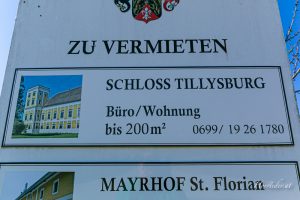 ZU VERMIETEN
SCHLOSS TILLYSBURG
Büro/Wohnung
bis 200m² 0699/ 19 26 1780
MAYRHOF St. Florian